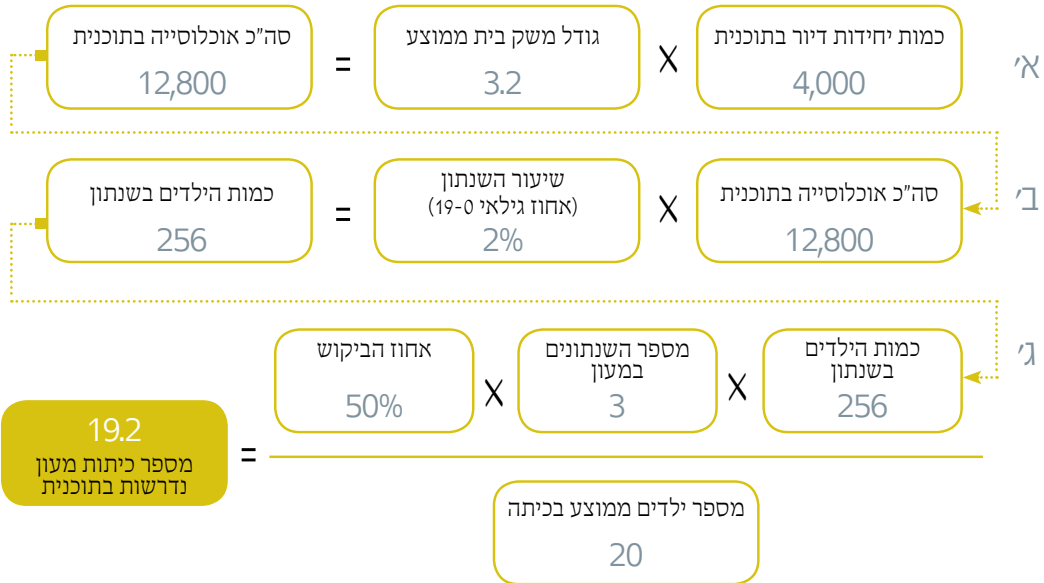 א׳
כמות יחידות דיור בתוכנית
4,000
X
גודל משק בית ממוצע
3.2
=
סה"כ אוכלוסייה בתוכנית
12,800
ב׳
סה"כ אוכלוסייה בתוכנית
12,800
X
שיעור השנתון
(אחוז גילאי 19-0)
2%
=
כמות הילדים בשנתון
256
ג׳
כמות הילדים
בשנתון
256
X
מספר השנתונים
במעון
3
X
אחוז הביקוש
50%
מספר ילדים ממוצע בכיתה
20
=
19.2
מספר כיתות מעון
נדרשות בתוכנית